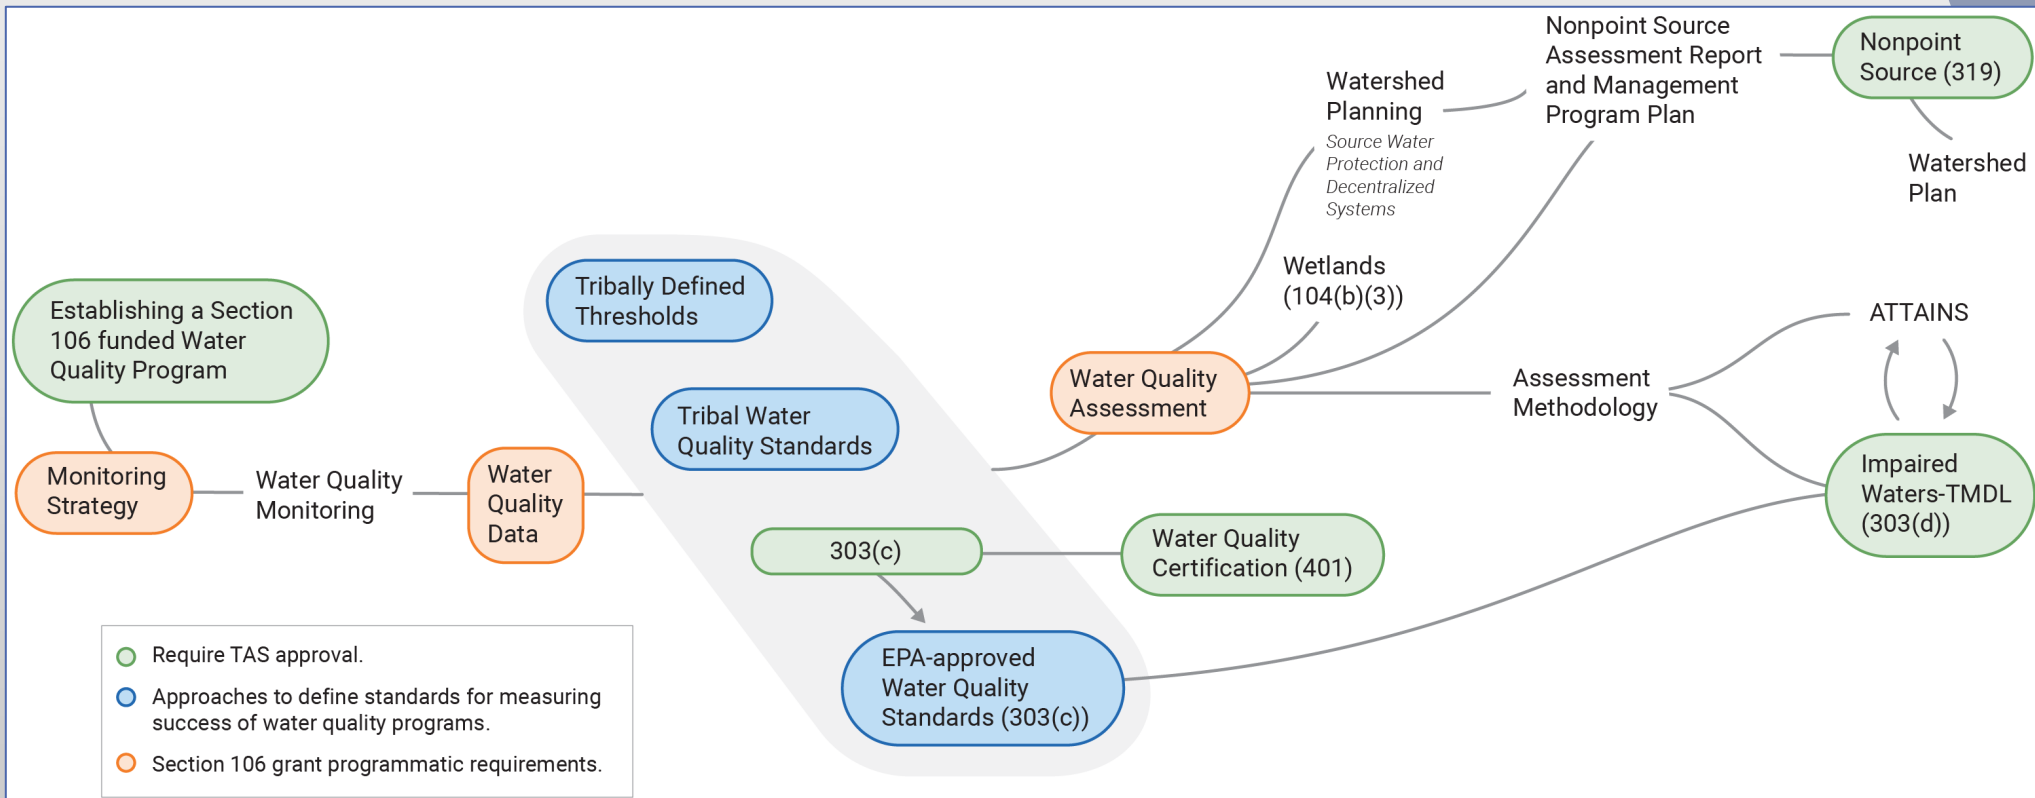 Nonpoint Source
Assessment Report
and Management
Program Plan
Nonpoint
Source (319)
Watershed
Planning
Source Water
Protection and
Decentralized
Systems
Watershed
Plan
Wetlands
(104(b)(3))
Tribally Defined
Thresholds
Establishing a Section
106 funded Water
Quality Program
ATTAINS
Water Quality
Assessment
Assessment
Methodology
Tribal Water
Quality Standards
Monitoring
Strategy
Water Quality
Monitoring
Water
Quality
Data
Impaired
Waters-TMDL
(303(d))
303(c)
Water Quality
Certification (401)
EPA-approved
Water Quality
Standards (303(c))
Require TAS approval.
Approaches to define standards for measuring
success of water quality programs.
Section 106 grant programmatic requirements.